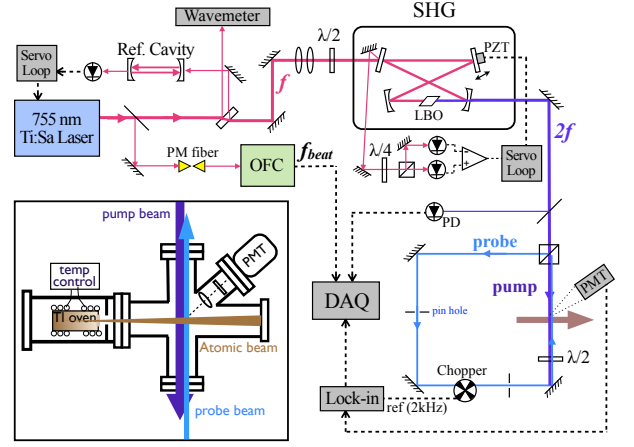 Wavemeter
SHG
Servo
Loop
Ref. Cavity
λ/2
PZT
f
LBO
755 nm
Ti:Sa Laser
PM fiber
OFC
f_beat
λ/4
+
-
Servo
Loop
2f
PD
pump beam
PMT
temp
control
Tl oven
Atomic beam
probe beam
probe
pump
PMT
DAQ
pin hole
λ/2
Chopper
Lock-in
ref (2kHz)